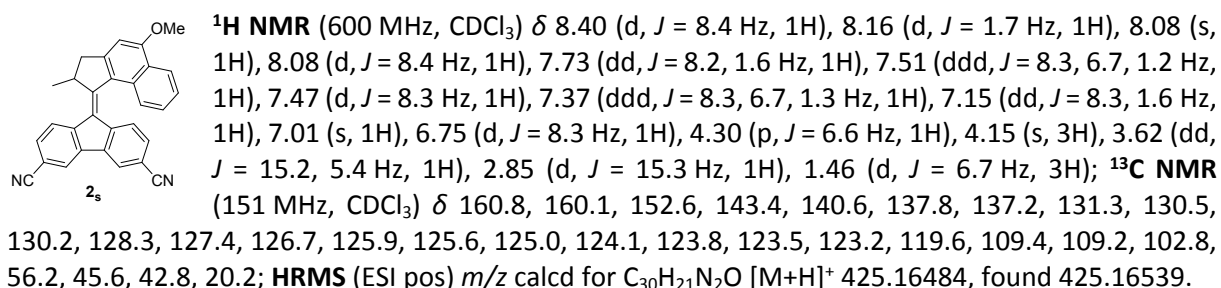 OMe
NC
CN
2s
¹H NMR (600 MHz, CDCl₃) δ 8.40 (d, J = 8.4 Hz, 1H), 8.16 (d, J = 1.7 Hz, 1H), 8.08 (s,
1H), 8.08 (d, J = 8.4 Hz, 1H), 7.73 (dd, J = 8.2, 1.6 Hz, 1H), 7.51 (ddd, J = 8.3, 6.7, 1.2 Hz,
1H), 7.47 (d, J = 8.3 Hz, 1H), 7.37 (ddd, J = 8.3, 6.7, 1.3 Hz, 1H), 7.15 (dd, J = 8.3, 1.6 Hz,
1H), 7.01 (s, 1H), 6.75 (d, J = 8.3 Hz, 1H), 4.30 (p, J = 6.6 Hz, 1H), 4.15 (s, 3H), 3.62 (dd,
J = 15.2, 5.4 Hz, 1H), 2.85 (d, J = 15.3 Hz, 1H), 1.46 (d, J = 6.7 Hz, 3H); ¹³C NMR
(151 MHz, CDCl₃) δ 160.8, 160.1, 152.6, 143.4, 140.6, 137.8, 137.2, 131.3, 130.5,
130.2, 128.3, 127.4, 126.7, 125.9, 125.6, 125.0, 124.1, 123.8, 123.5, 123.2, 119.6, 109.4, 109.2, 102.8,
56.2, 45.6, 42.8, 20.2; HRMS (ESI pos) m/z calcd for C₃₀H₂₁N₂O [M+H]⁺ 425.16484, found 425.16539.